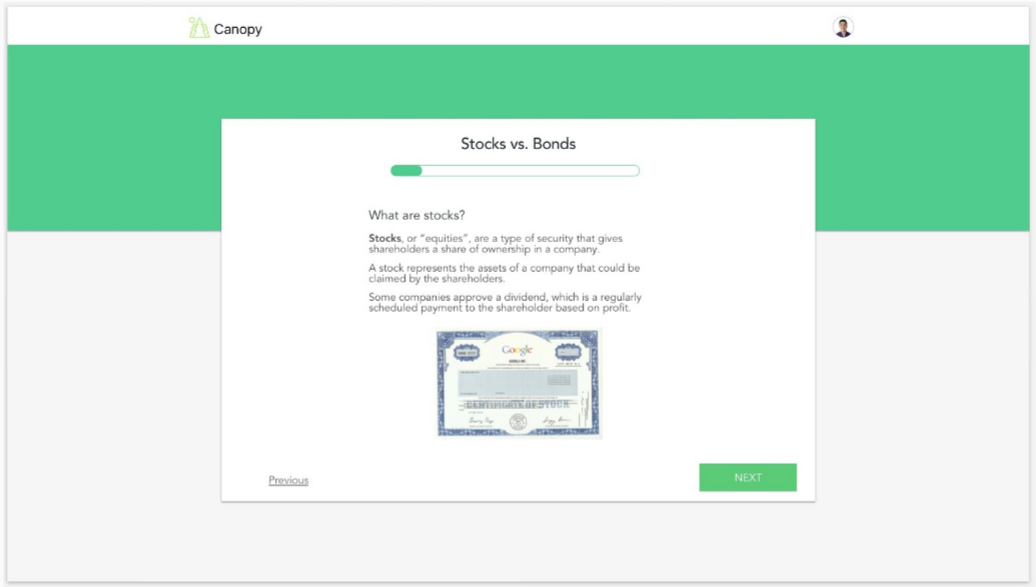 Canopy
Stocks vs. Bonds
What are stocks?
Stocks, or “equities”, are a type of security that gives
shareholders a share of ownership in a company.
A stock represents the assets of a company that could be
claimed by the shareholders.
Some companies approve a dividend, which is a regularly
scheduled payment to the shareholder based on profit.
Google
CERTIFICATE OF STOCK
Previous
NEXT